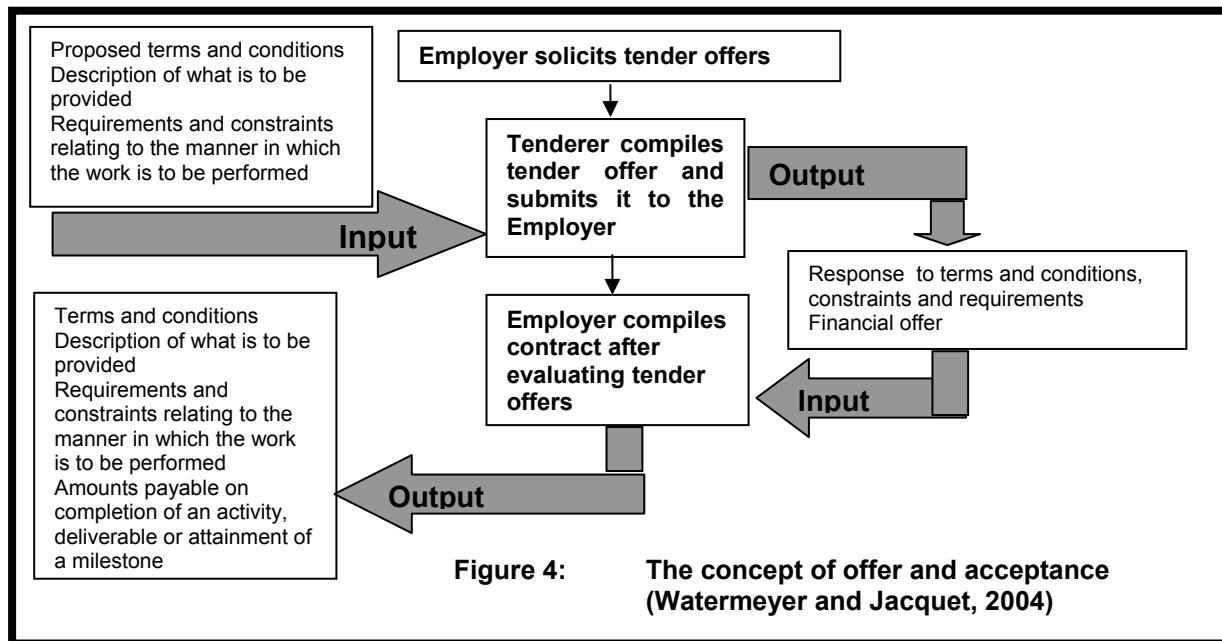 Proposed terms and conditions
Description of what is to be
provided
Requirements and constraints
relating to the manner in which
the work is to be performed
Employer solicits tender offers
Tenderer compiles
tender offer and
submits it to the
Employer
Output
Input
Response to terms and conditions,
constraints and requirements
Financial offer
Terms and conditions
Description of what is to be
provided
Requirements and
constraints relating to the
manner in which the work
is to be performed
Amounts payable on
completion of an activity,
deliverable or attainment of
a milestone
Employer compiles
contract after
evaluating tender
offers
Input
Output
Figure 4: The concept of offer and acceptance
(Watermeyer and Jacquet, 2004)